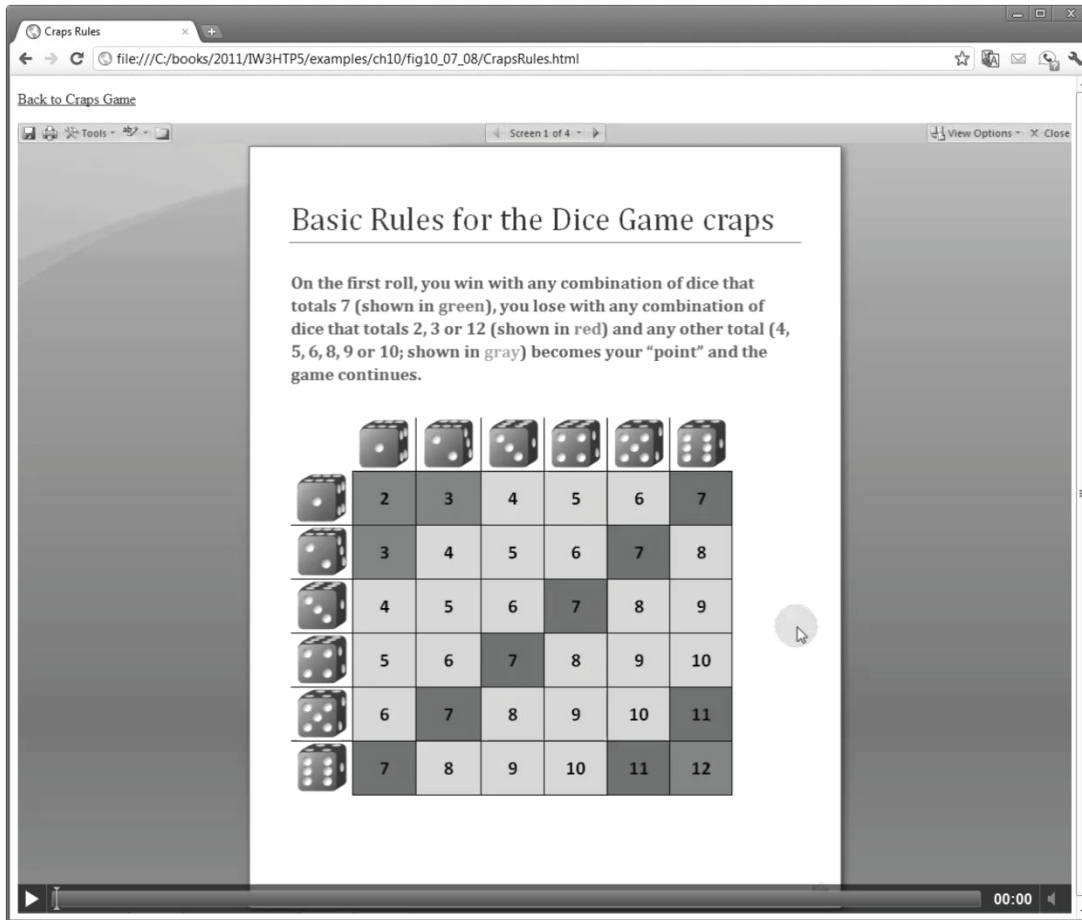 Craps Rules
file:///C:/books/2011/IW3HTP5/examples/ch10/fig10_07_08/CrapsRules.html
Back to Craps Game
Tools Screen 1 of 4 View Options Close
Basic Rules for the Dice Game craps
On the first roll, you win with any combination of dice that
totals 7 (shown in green), you lose with any combination of
dice that totals 2, 3 or 12 (shown in red) and any other total (4,
5, 6, 8, 9 or 10; shown in gray) becomes your “point” and the
game continues.
2 3 4 5 6 7
3 4 5 6 7 8
4 5 6 7 8 9
5 6 7 8 9 10
6 7 8 9 10 11
7 8 9 10 11 12
00:00